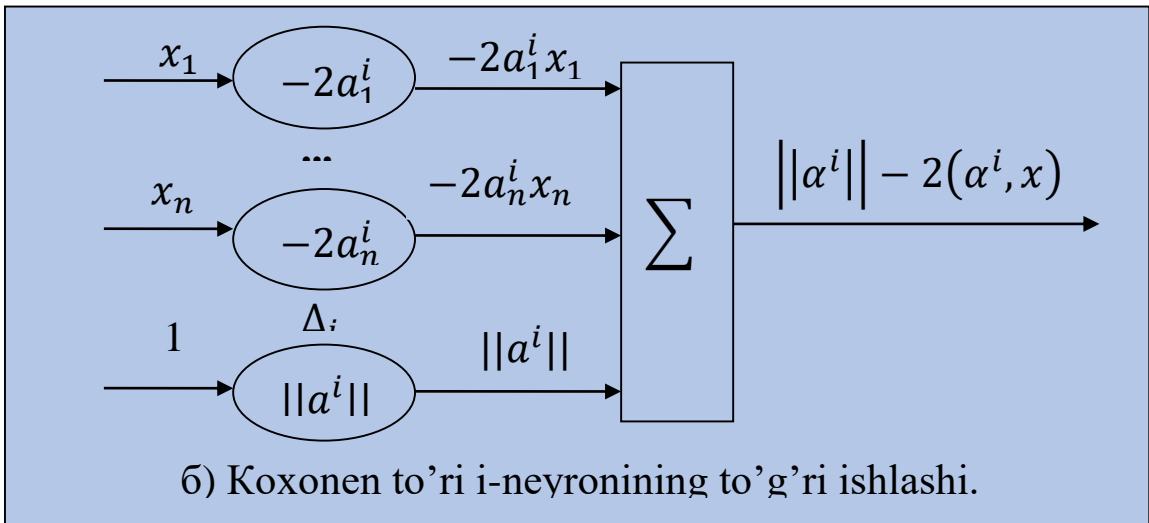 x₁ −2a₁ⁱ −2a₁ⁱx₁
...
xₙ −2aₙⁱ −2aₙⁱxₙ
∑ ||αⁱ|| − 2(αⁱ, x)
Δᵢ
1 ||aⁱ|| ||aⁱ||
б) Koxonen to’ri i-neyronining to’g’ri ishlashi.